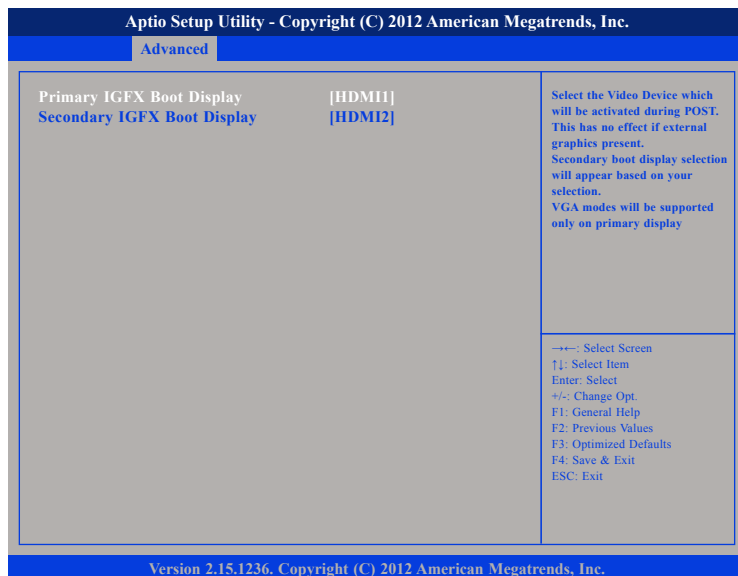 Aptio Setup Utility - Copyright (C) 2012 American Megatrends, Inc.
Advanced
Primary IGFX Boot Display [HDMI1]
Secondary IGFX Boot Display [HDMI2]
Select the Video Device which
will be activated during POST.
This has no effect if external
graphics present.
Secondary boot display selection
will appear based on your
selection.
VGA modes will be supported
only on primary display
→←: Select Screen
↑↓: Select Item
Enter: Select
+/-: Change Opt.
F1: General Help
F2: Previous Values
F3: Optimized Defaults
F4: Save & Exit
ESC: Exit
Version 2.15.1236. Copyright (C) 2012 American Megatrends, Inc.